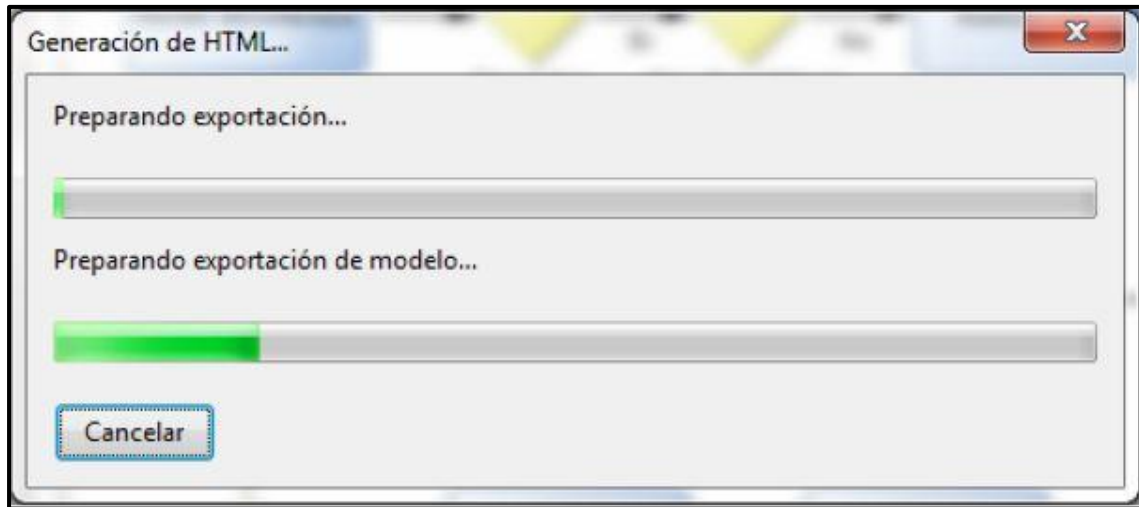 Generación de HTML...
Preparando exportación...
Preparando exportación de modelo...
Cancelar